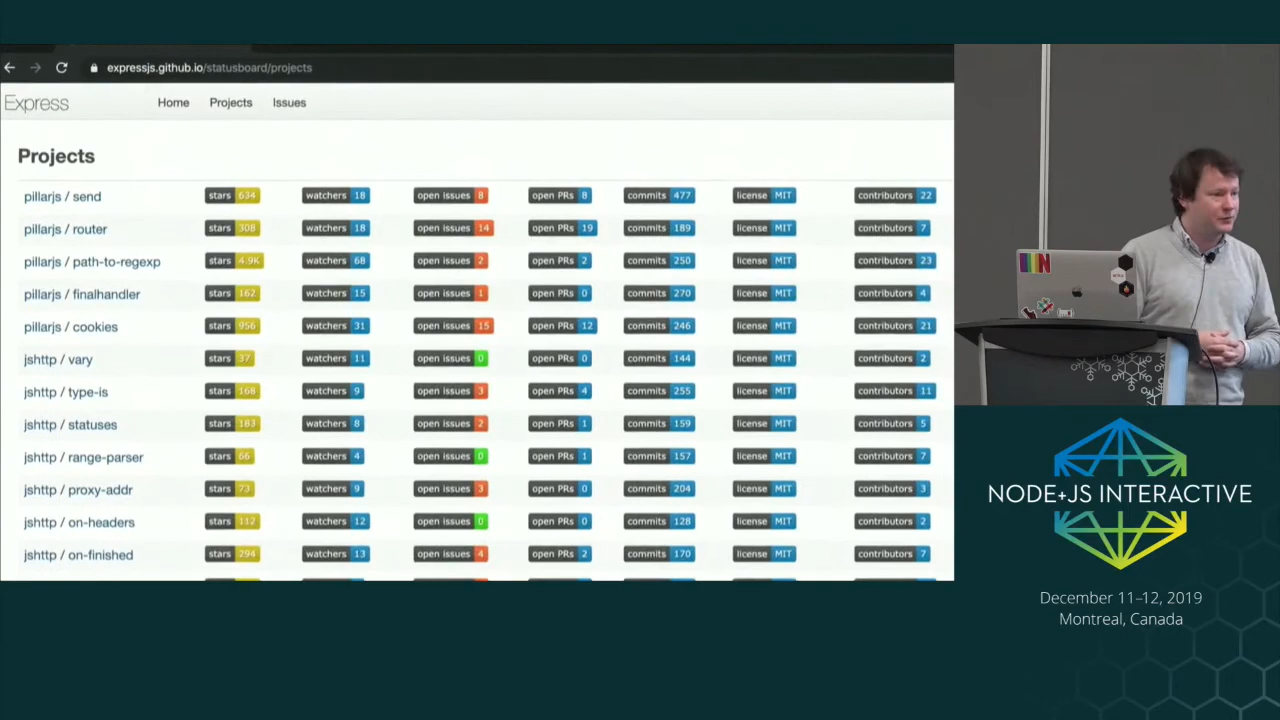 expressjs.github.io/statusboard/projects
Express Home Projects Issues
Projects
pillarjs / send stars 634 watchers 18 open issues 8 open PRs 8 commits 477 license MIT contributors 22
pillarjs / router stars 308 watchers 18 open issues 14 open PRs 19 commits 189 license MIT contributors 7
pillarjs / path-to-regexp stars 4.9K watchers 68 open issues 2 open PRs 2 commits 250 license MIT contributors 23
pillarjs / finalhandler stars 162 watchers 15 open issues 1 open PRs 0 commits 270 license MIT contributors 4
pillarjs / cookies stars 956 watchers 31 open issues 15 open PRs 12 commits 246 license MIT contributors 21
jshttp / vary stars 37 watchers 11 open issues 0 open PRs 0 commits 144 license MIT contributors 2
jshttp / type-is stars 168 watchers 9 open issues 3 open PRs 4 commits 255 license MIT contributors 11
jshttp / statuses stars 183 watchers 8 open issues 2 open PRs 1 commits 159 license MIT contributors 5
jshttp / range-parser stars 66 watchers 4 open issues 0 open PRs 1 commits 157 license MIT contributors 7
jshttp / proxy-addr stars 73 watchers 9 open issues 3 open PRs 0 commits 204 license MIT contributors 3
jshttp / on-headers stars 112 watchers 12 open issues 0 open PRs 0 commits 128 license MIT contributors 2
jshttp / on-finished stars 294 watchers 13 open issues 4 open PRs 2 commits 170 license MIT contributors 7
NODE+JS INTERACTIVE
December 11–12, 2019
Montreal, Canada